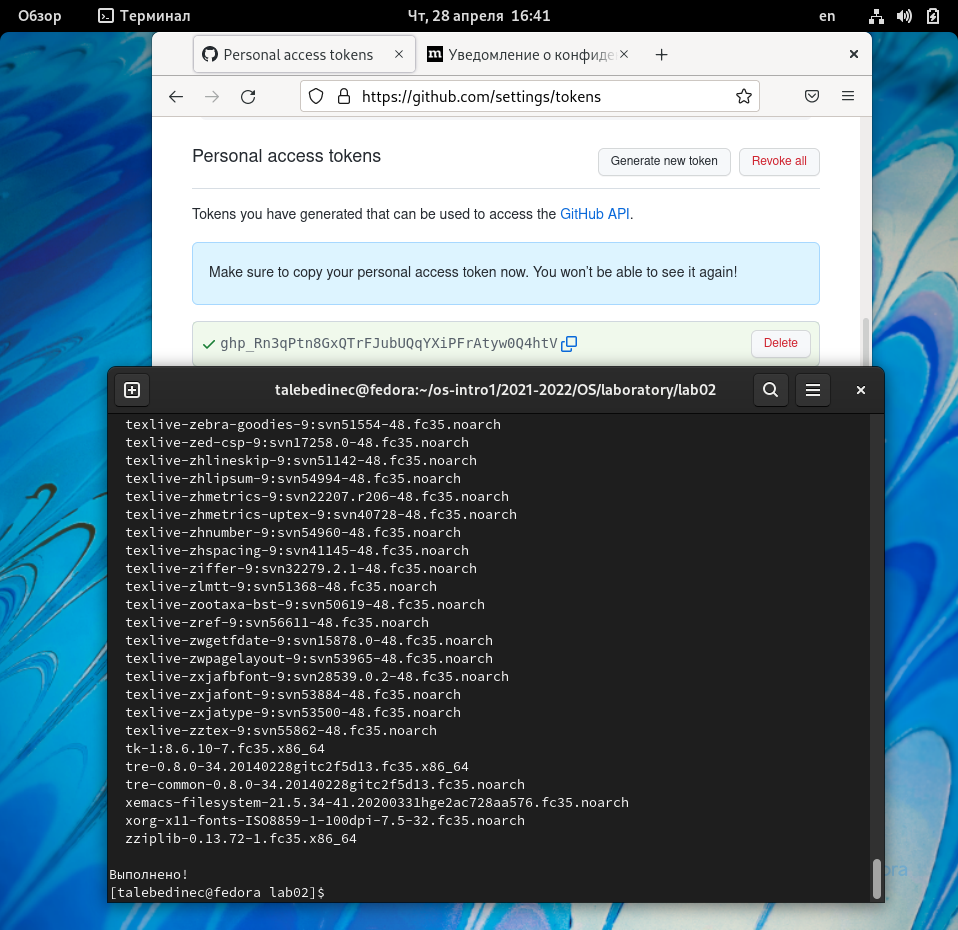 Обзор Терминал Чт, 28 апреля 16:41 en
Personal access tokens × Уведомление о конфиде ×
https://github.com/settings/tokens
Personal access tokens Generate new token Revoke all
Tokens you have generated that can be used to access the GitHub API.
Make sure to copy your personal access token now. You won't be able to see it again!
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 Delete
talebedinec@fedora:~/os-intro1/2021-2022/OS/laboratory/lab02
texlive-zebra-goodies-9:svn51554-48.fc35.noarch
texlive-zed-csp-9:svn17258.0-48.fc35.noarch
texlive-zhlineskip-9:svn51142-48.fc35.noarch
texlive-zhlipsum-9:svn54994-48.fc35.noarch
texlive-zhmetrics-9:svn22207.r206-48.fc35.noarch
texlive-zhmetrics-uptex-9:svn40728-48.fc35.noarch
texlive-zhnumber-9:svn54960-48.fc35.noarch
texlive-zhspacing-9:svn41145-48.fc35.noarch
texlive-ziffer-9:svn32279.2.1-48.fc35.noarch
texlive-zlmtt-9:svn51368-48.fc35.noarch
texlive-zootaxa-bst-9:svn50619-48.fc35.noarch
texlive-zref-9:svn56611-48.fc35.noarch
texlive-zwgetfdate-9:svn15878.0-48.fc35.noarch
texlive-zwpagelayout-9:svn53965-48.fc35.noarch
texlive-zxjafbfont-9:svn28539.0.2-48.fc35.noarch
texlive-zxjafont-9:svn53884-48.fc35.noarch
texlive-zxjatype-9:svn53500-48.fc35.noarch
texlive-zztex-9:svn55862-48.fc35.noarch
tk-1:8.6.10-7.fc35.x86_64
tre-0.8.0-34.20140228gitc2f5d13.fc35.x86_64
tre-common-0.8.0-34.20140228gitc2f5d13.fc35.noarch
xemacs-filesystem-21.5.34-41.20200331hge2ac728aa576.fc35.noarch
xorg-x11-fonts-ISO8859-1-100dpi-7.5-32.fc35.noarch
zziplib-0.13.72-1.fc35.x86_64
Выполнено!
[talebedinec@fedora lab02]$